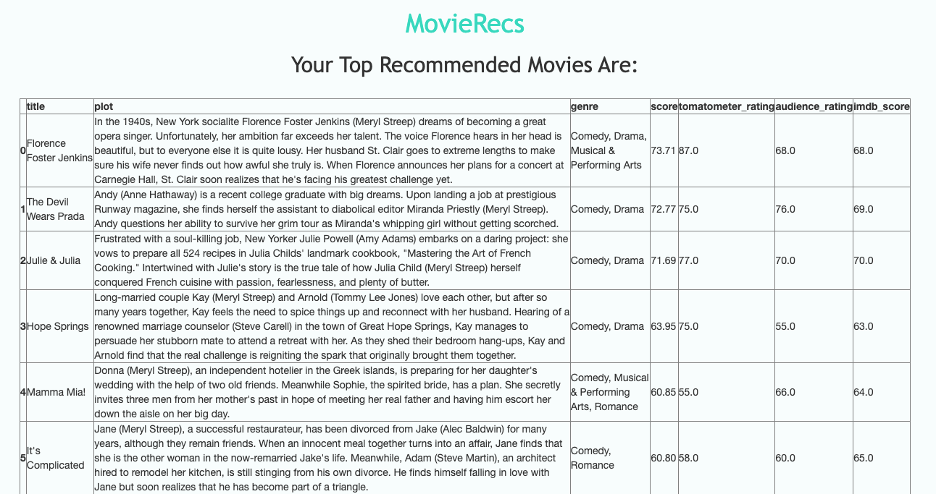 MovieRecs
Your Top Recommended Movies Are:
title plot genre score tomatometer_rating audience_rating imdb_score
0 Florence Foster Jenkins In the 1940s, New York socialite Florence Foster Jenkins (Meryl Streep) dreams of becoming a great
opera singer. Unfortunately, her ambition far exceeds her talent. The voice Florence hears in her head is
beautiful, but to everyone else it is quite lousy. Her husband St. Clair goes to extreme lengths to make
sure his wife never finds out how awful she truly is. When Florence announces her plans for a concert at
Carnegie Hall, St. Clair soon realizes that he's facing his greatest challenge yet.
Comedy, Drama,
Musical &
Performing Arts
73.71 87.0 68.0 68.0
1 The Devil
Wears Prada
Andy (Anne Hathaway) is a recent college graduate with big dreams. Upon landing a job at prestigious
Runway magazine, she finds herself the assistant to diabolical editor Miranda Priestly (Meryl Streep).
Andy questions her ability to survive her grim tour as Miranda's whipping girl without getting scorched.
Comedy, Drama 72.77 75.0 76.0 69.0
2 Julie & Julia
Frustrated with a soul-killing job, New Yorker Julie Powell (Amy Adams) embarks on a daring project: she
vows to prepare all 524 recipes in Julia Childs' landmark cookbook, "Mastering the Art of French
Cooking." Intertwined with Julie's story is the true tale of how Julia Child (Meryl Streep) herself
conquered French cuisine with passion, fearlessness, and plenty of butter.
Comedy, Drama 71.69 77.0 70.0 70.0
3 Hope Springs
Long-married couple Kay (Meryl Streep) and Arnold (Tommy Lee Jones) love each other, but after so
many years together, Kay feels the need to spice things up and reconnect with her husband. Hearing of a
renowned marriage counselor (Steve Carell) in the town of Great Hope Springs, Kay manages to
persuade her stubborn mate to attend a retreat with her. As they shed their bedroom hang-ups, Kay and
Arnold find that the real challenge is reigniting the spark that originally brought them together.
Comedy, Drama 63.95 75.0 55.0 63.0
4 Mamma Mia!
Donna (Meryl Streep), an independent hotelier in the Greek islands, is preparing for her daughter's
wedding with the help of two old friends. Meanwhile Sophie, the spirited bride, has a plan. She secretly
invites three men from her mother's past in hope of meeting her real father and having him escort her
down the aisle on her big day.
Comedy, Musical
& Performing
Arts, Romance
60.85 55.0 66.0 64.0
5 It's
Complicated
Jane (Meryl Streep), a successful restaurateur, has been divorced from Jake (Alec Baldwin) for many
years, although they remain friends. When an innocent meal together turns into an affair, Jane finds that
she is the other woman in the now-remarried Jake's life. Meanwhile, Adam (Steve Martin), an architect
hired to remodel her kitchen, is still stinging from his own divorce. He finds himself falling in love with
Jane but soon realizes that he has become part of a triangle.
Comedy,
Romance
60.80 58.0 60.0 65.0